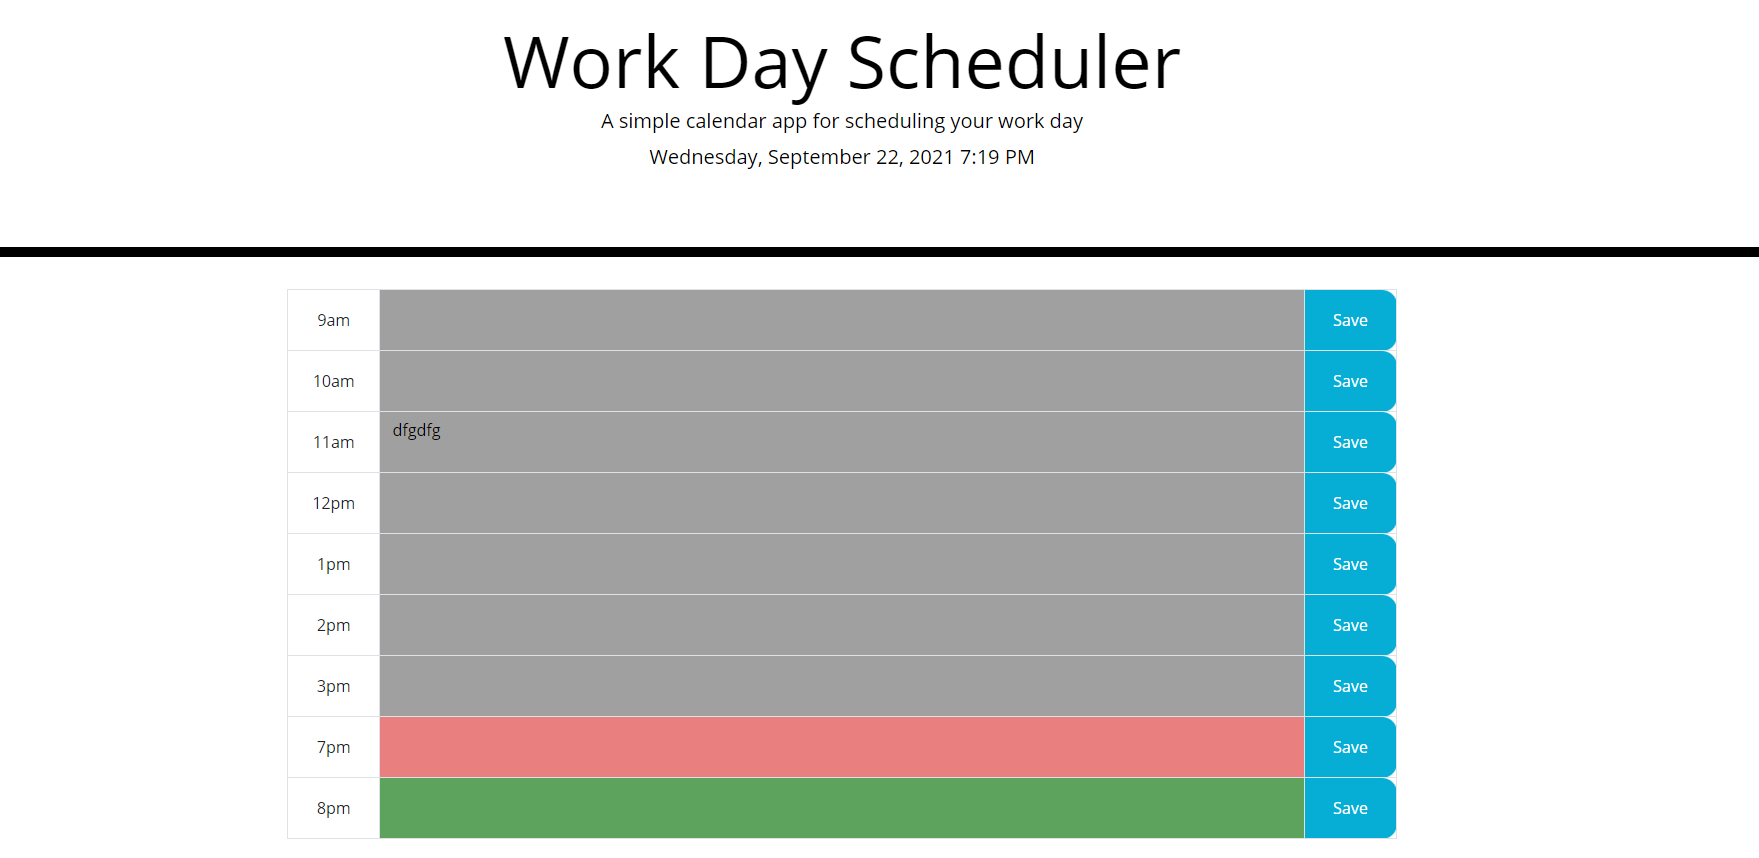 Work Day Scheduler
A simple calendar app for scheduling your work day
Wednesday, September 22, 2021 7:19 PM
9am Save
10am Save
11am dfgdfg Save
12pm Save
1pm Save
2pm Save
3pm Save
7pm Save
8pm Save